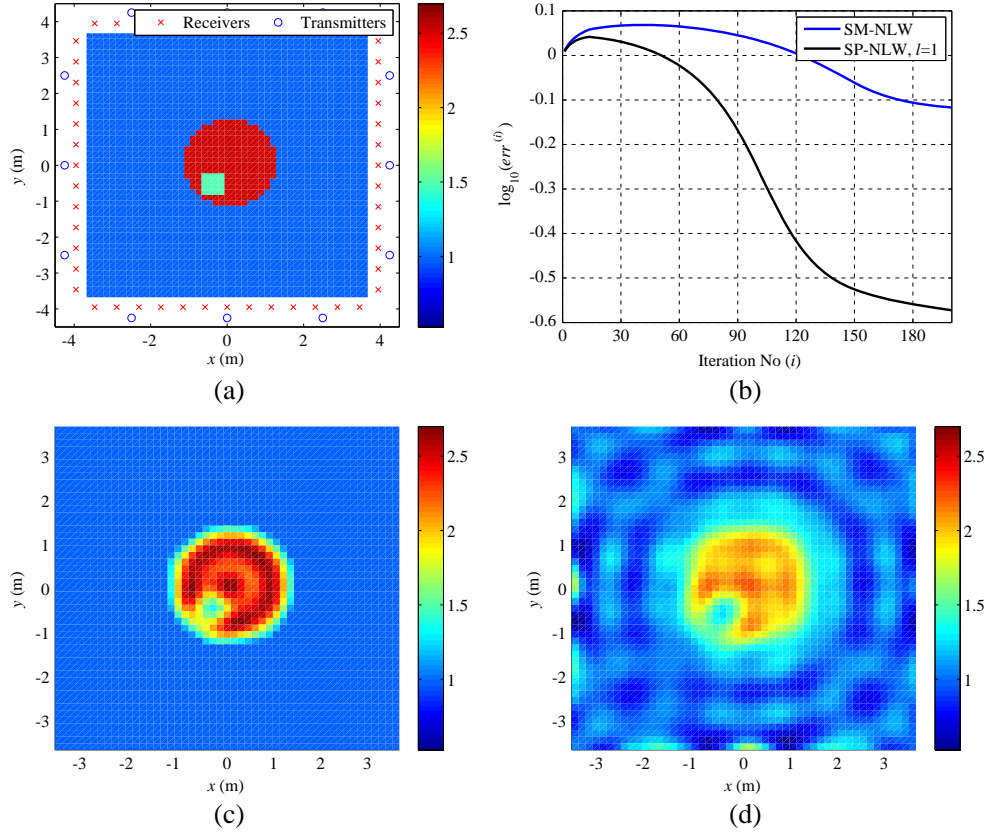 × Receivers ○ Transmitters
4
3
2
1
0
-1
-2
-3
-4
-4 -2 0 2 4
x (m)
y (m)
2.5
2
1.5
1
(a)
SM-NLW
SP-NLW, l=1
0.1
0
-0.1
-0.2
-0.3
-0.4
-0.5
-0.6
0 30 60 90 120 150 180
Iteration No (i)
log10(err(i))
(b)
3
2
1
0
-1
-2
-3
-3 -2 -1 0 1 2 3
x (m)
y (m)
2.5
2
1.5
1
(c)
3
2
1
0
-1
-2
-3
-3 -2 -1 0 1 2 3
x (m)
y (m)
2.5
2
1.5
1
(d)